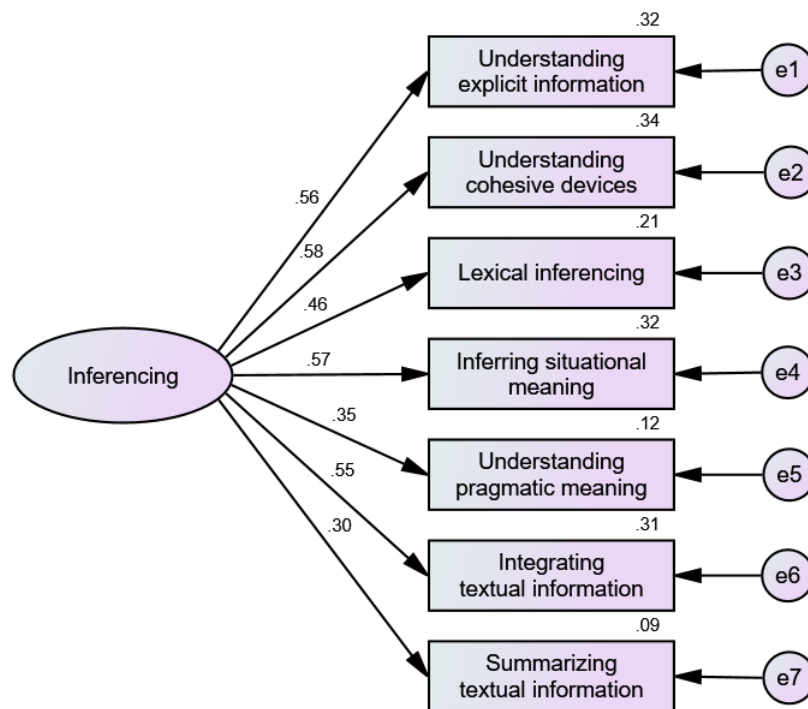 .32
Understanding
explicit information
e1
.34
.56
Understanding
cohesive devices
e2
.21
.58
Lexical inferencing
e3
.46
.32
Inferencing
.57
Inferring situational
meaning
e4
.12
.35
Understanding
pragmatic meaning
e5
.31
.55
.30
Integrating
textual information
e6
.09
Summarizing
textual information
e7